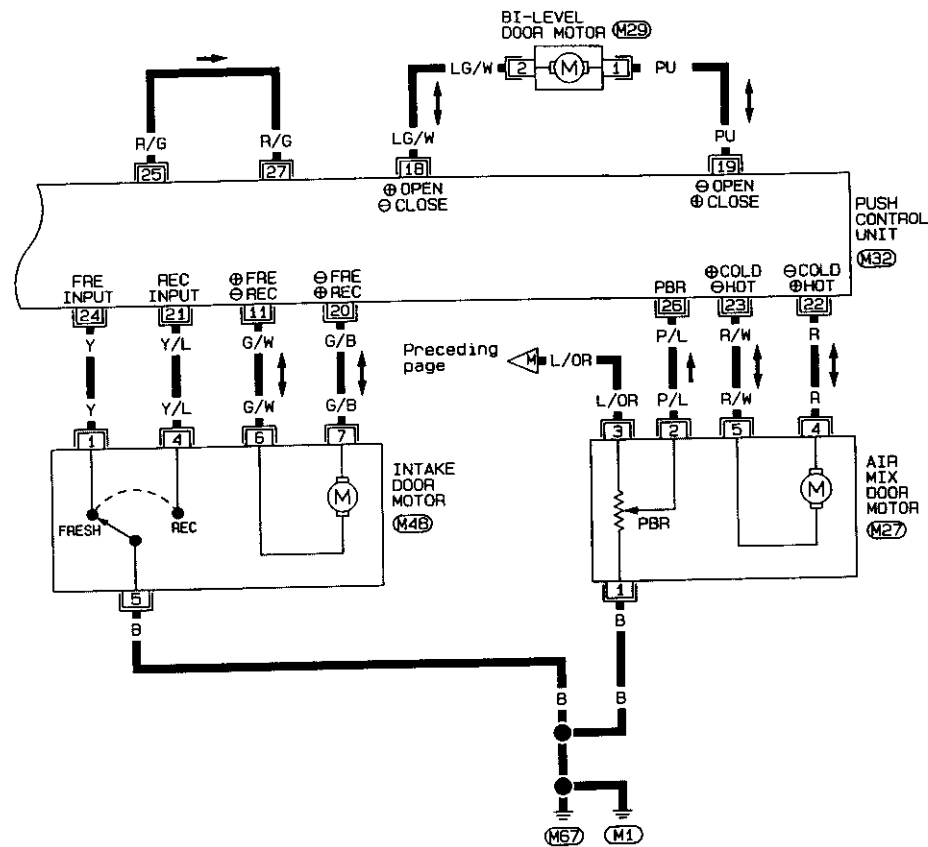 BI-LEVEL
DOOR MOTOR M29
LG/W 2 M 1 PU
R/G R/G LG/W PU
25 27 18 19
⊕ OPEN
⊖ CLOSE
⊖ OPEN
⊕ CLOSE
PUSH
CONTROL
UNIT
M32
FRE
INPUT
REC
INPUT
⊕ FRE
⊖ REC
⊖ FRE
⊕ REC
PBR
⊕COLD
⊖HOT
⊖COLD
⊕HOT
24 21 11 20 26 23 22
Y Y/L G/W G/B P/L R/W R
Preceding
page
M L/OR
Y Y/L G/W G/B L/OR P/L R/W R
1 4 6 7 3 2 5 4
INTAKE
DOOR
MOTOR
M46
M
FRESH
REC
AIR
MIX
DOOR
MOTOR
M27
M
PBR
5 1
B B
B B
M67 M1